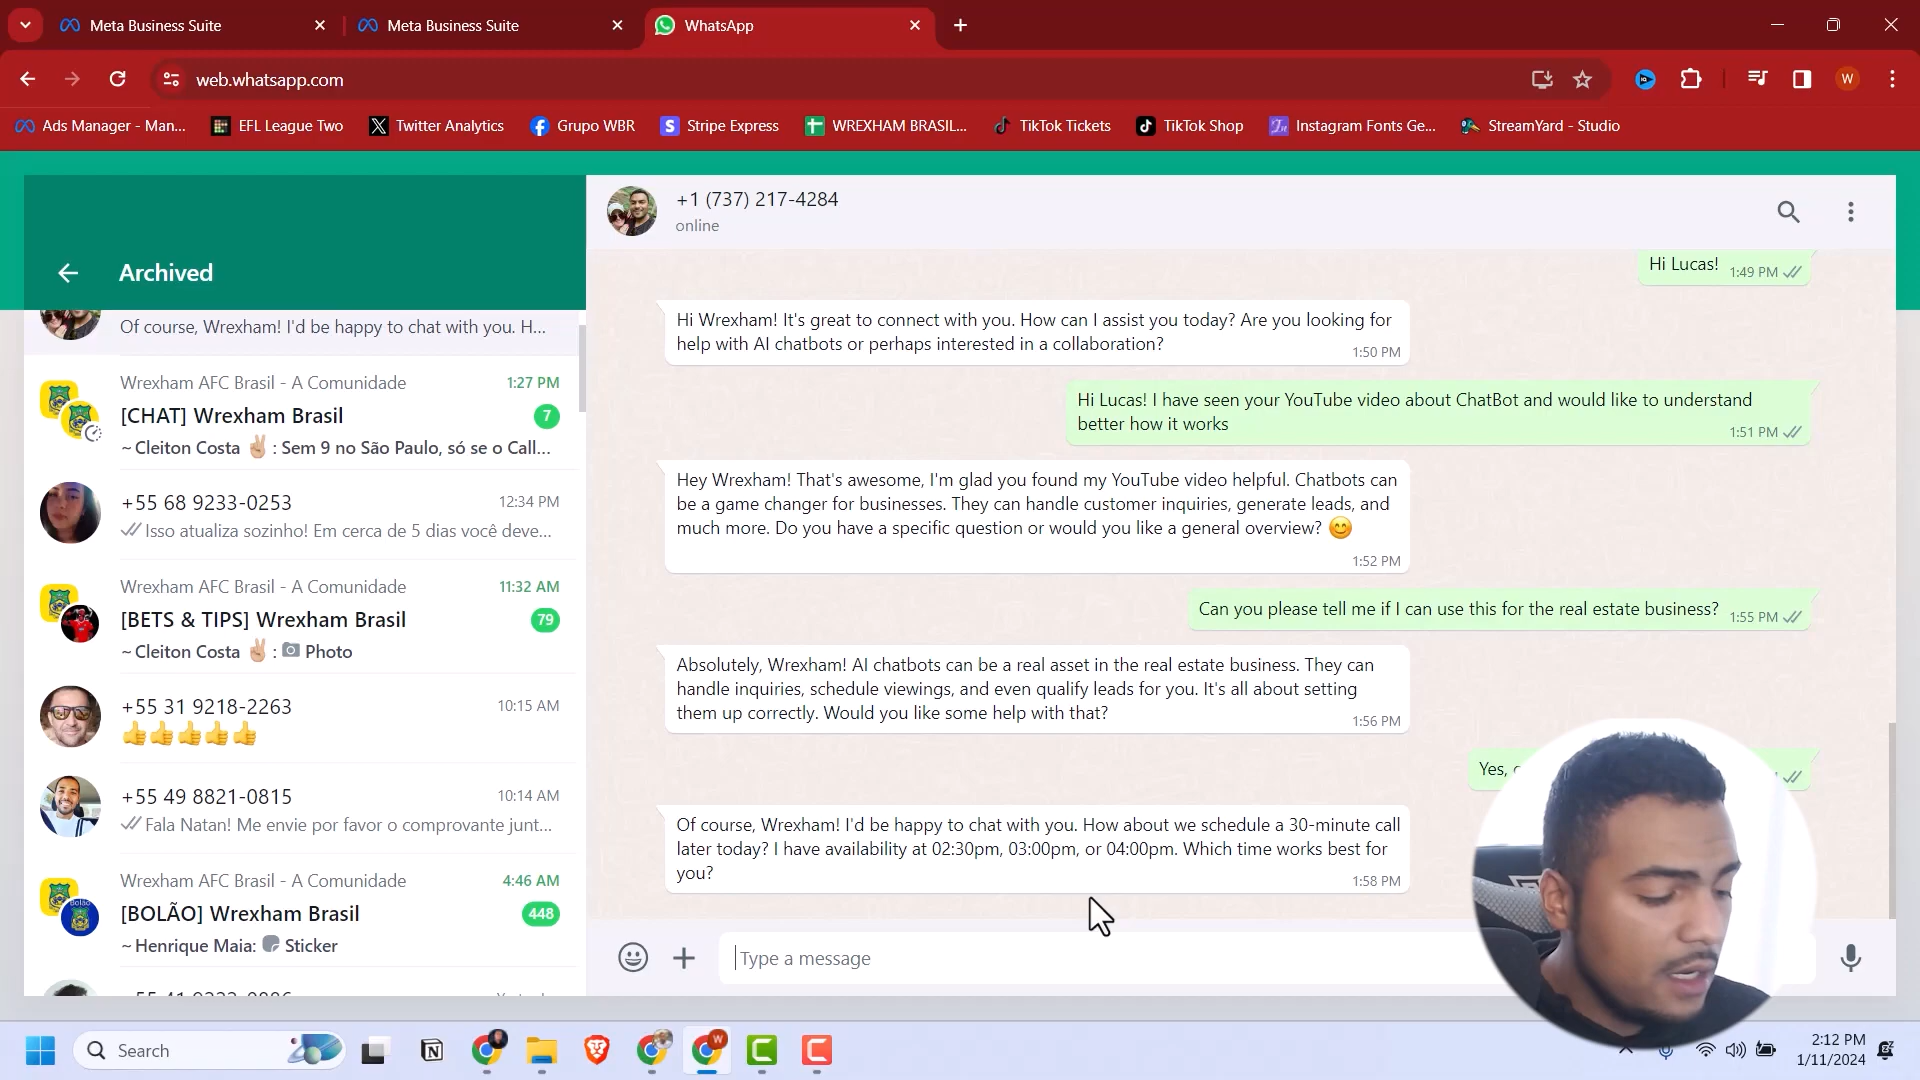 Meta Business Suite
Meta Business Suite
WhatsApp
web.whatsapp.com
W
Ads Manager - Man...
EFL League Two
Twitter Analytics
Grupo WBR
Stripe Express
WREXHAM BRASIL...
TikTok Tickets
TikTok Shop
Instagram Fonts Ge...
StreamYard - Studio
Archived
Of course, Wrexham! I'd be happy to chat with you. H...
Wrexham AFC Brasil - A Comunidade
1:27 PM
[CHAT] Wrexham Brasil
7
~ Cleiton Costa ✌🏼 : Sem 9 no São Paulo, só se o Call...
+55 68 9233-0253
12:34 PM
Isso atualiza sozinho! Em cerca de 5 dias você deve...
Wrexham AFC Brasil - A Comunidade
11:32 AM
[BETS & TIPS] Wrexham Brasil
79
~ Cleiton Costa ✌🏼 : 📷 Photo
+55 31 9218-2263
10:15 AM
👍👍👍👍👍
+55 49 8821-0815
10:14 AM
Fala Natan! Me envie por favor o comprovante junt...
Wrexham AFC Brasil - A Comunidade
4:46 AM
[BOLÃO] Wrexham Brasil
448
~ Henrique Maia: Sticker
+1 (737) 217-4284
online
Hi Lucas!
1:49 PM
Hi Wrexham! It's great to connect with you. How can I assist you today? Are you looking for
help with AI chatbots or perhaps interested in a collaboration?
1:50 PM
Hi Lucas! I have seen your YouTube video about ChatBot and would like to understand
better how it works
1:51 PM
Hey Wrexham! That's awesome, I'm glad you found my YouTube video helpful. Chatbots can
be a game changer for businesses. They can handle customer inquiries, generate leads, and
much more. Do you have a specific question or would you like a general overview? 😊
1:52 PM
Can you please tell me if I can use this for the real estate business?
1:55 PM
Absolutely, Wrexham! AI chatbots can be a real asset in the real estate business. They can
handle inquiries, schedule viewings, and even qualify leads for you. It's all about setting
them up correctly. Would you like some help with that?
1:56 PM
Yes,
Of course, Wrexham! I'd be happy to chat with you. How about we schedule a 30-minute call
later today? I have availability at 02:30pm, 03:00pm, or 04:00pm. Which time works best for
you?
1:58 PM
Type a message
Search
2:12 PM
1/11/2024